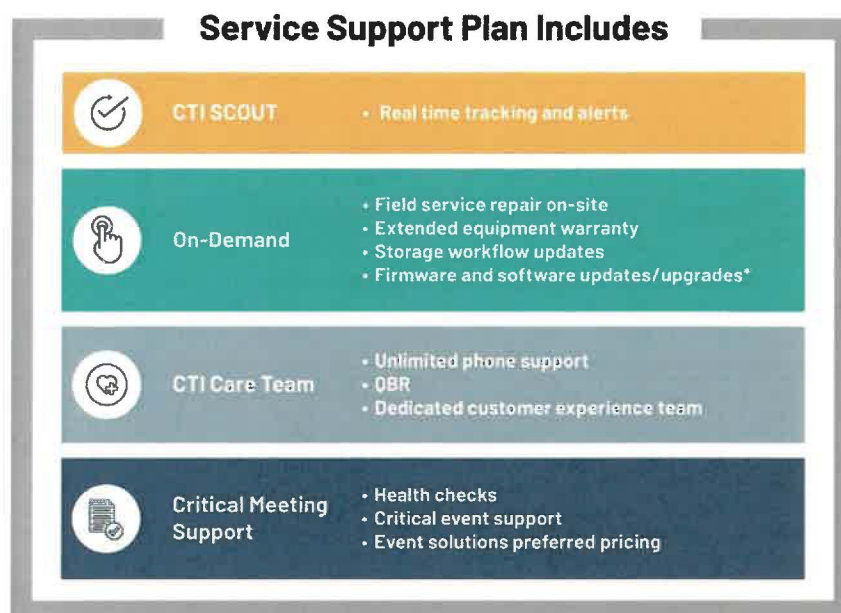 Service Support Plan Includes
CTI SCOUT
• Real time tracking and alerts
On-Demand
• Field service repair on-site
• Extended equipment warranty
• Storage workflow updates
• Firmware and software updates/upgrades*
CTI Care Team
• Unlimited phone support
• QBR
• Dedicated customer experience team
Critical Meeting
Support
• Health checks
• Critical event support
• Event solutions preferred pricing